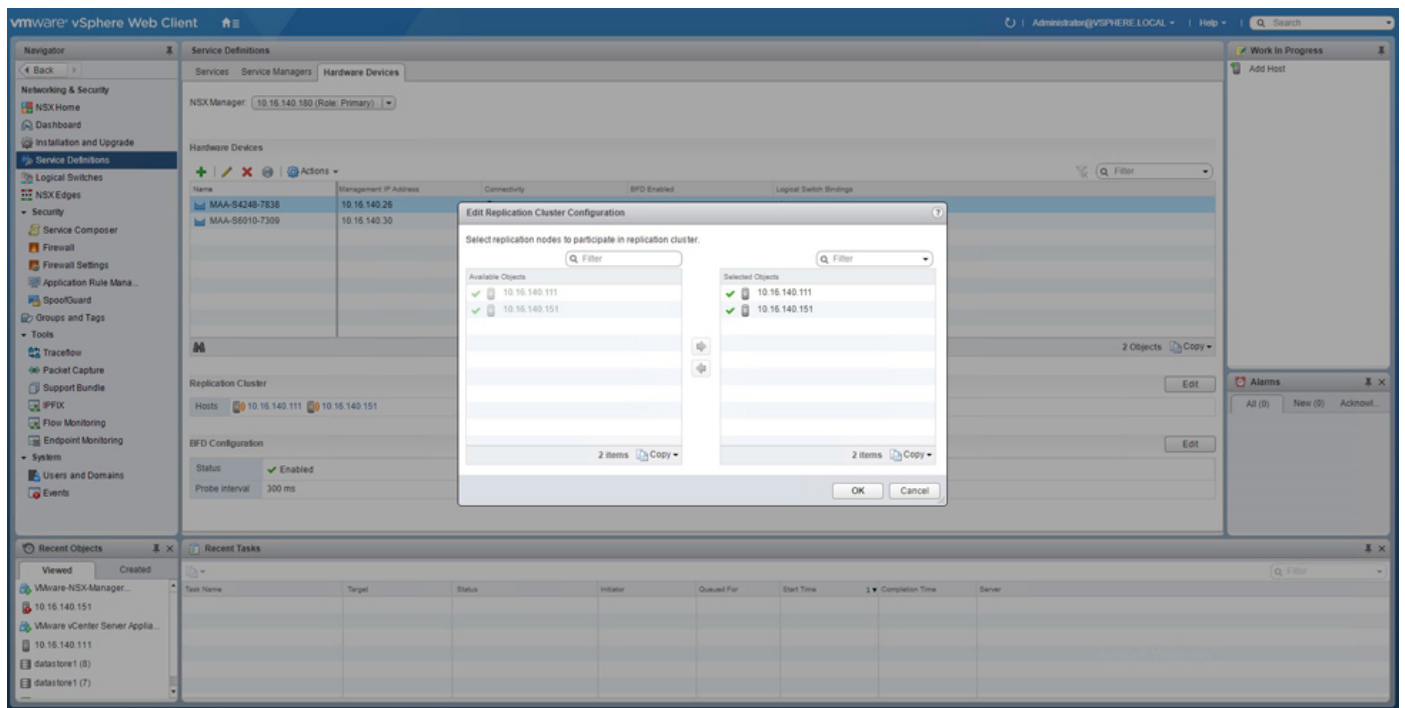 vmware® vSphere Web Client
Administrator@VSPHERE.LOCAL | Help | Search
Navigator
Back
Networking & Security
NSX Home
Dashboard
Installation and Upgrade
Service Definitions
Logical Switches
NSX Edges
Security
Service Composer
Firewall
Firewall Settings
Application Rule Mana...
SpoofGuard
Groups and Tags
Tools
Traceflow
Packet Capture
Support Bundle
IPFIX
Flow Monitoring
Endpoint Monitoring
System
Users and Domains
Events
Service Definitions
Services Service Managers Hardware Devices
NSX Manager: 10.16.140.180 (Role: Primary)
Hardware Devices
Actions Filter
Name Management IP Address Connectivity BFD Enabled Logical Switch Bindings
MAA-S4248-7838 10.16.140.26
MAA-S6010-7309 10.16.140.30
2 Objects Copy
Replication Cluster Edit
Hosts 10.16.140.111 10.16.140.151
BFD Configuration Edit
Status Enabled
Probe interval 300 ms
Edit Replication Cluster Configuration ?
Select replication nodes to participate in replication cluster.
Filter Filter
Available Objects Selected Objects
10.16.140.111 10.16.140.111
10.16.140.151 10.16.140.151
2 items Copy 2 items Copy
OK Cancel
Work In Progress
Add Host
Alarms
All (0) New (0) Acknowl...
Recent Objects
Viewed Created
VMware-NSX-Manager...
10.16.140.151
VMware vCenter Server Applia...
10.16.140.111
datastore1 (8)
datastore1 (7)
Recent Tasks
Filter
Task Name Target Status Initiator Queued For Start Time 1 Completion Time Server